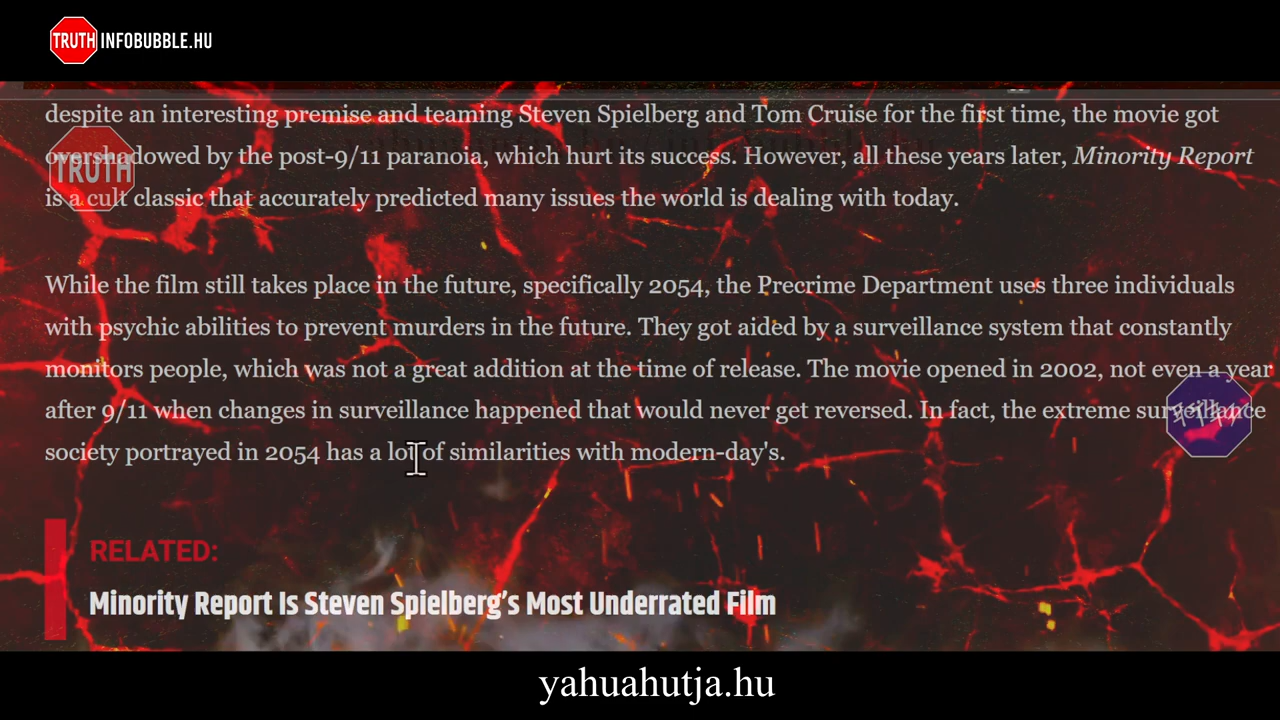 TRUTH INFOBUBBLE.HU
despite an interesting premise and teaming Steven Spielberg and Tom Cruise for the first time, the movie got
overshadowed by the post-9/11 paranoia, which hurt its success. However, all these years later, Minority Report
TRUTH
is a cult classic that accurately predicted many issues the world is dealing with today.
While the film still takes place in the future, specifically 2054, the Precrime Department uses three individuals
with psychic abilities to prevent murders in the future. They got aided by a surveillance system that constantly
monitors people, which was not a great addition at the time of release. The movie opened in 2002, not even a year
after 9/11 when changes in surveillance happened that would never get reversed. In fact, the extreme surveillance
society portrayed in 2054 has a lot of similarities with modern-day's.
RELATED:
Minority Report Is Steven Spielberg's Most Underrated Film
yahuahutja.hu